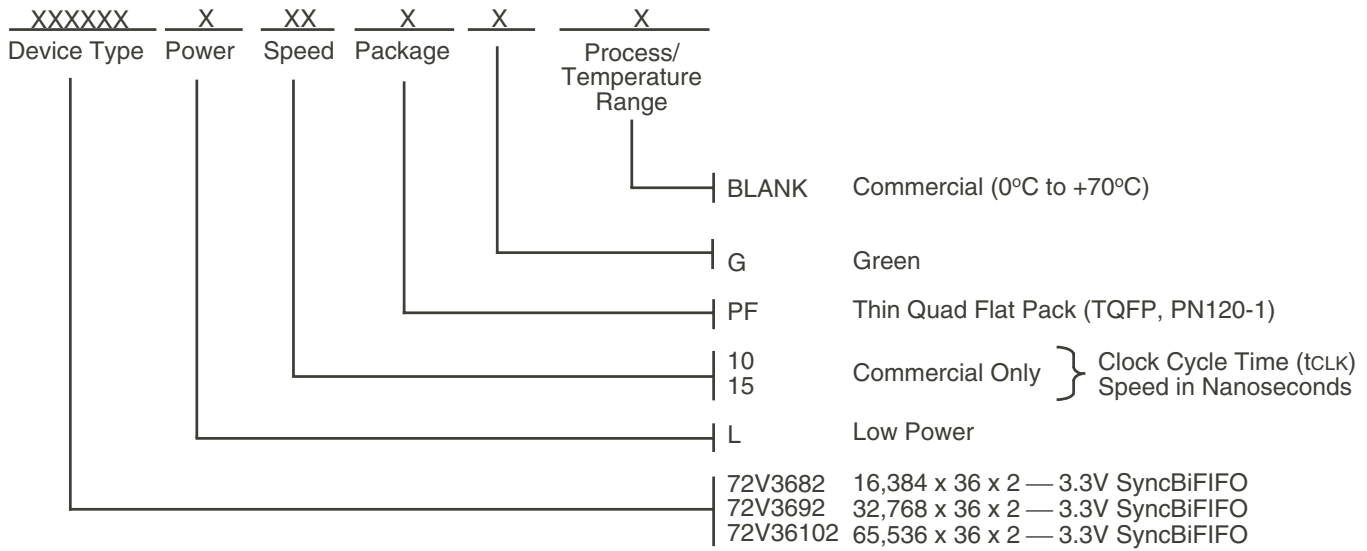 XXXXXX X XX X X X
Device Type Power Speed Package Process/
Temperature
Range
BLANK Commercial (0°C to +70°C)
G Green
PF Thin Quad Flat Pack (TQFP, PN120-1)
10
15
Commercial Only } Clock Cycle Time (tCLK)
Speed in Nanoseconds
L Low Power
72V3682 16,384 x 36 x 2 — 3.3V SyncBiFIFO
72V3692 32,768 x 36 x 2 — 3.3V SyncBiFIFO
72V36102 65,536 x 36 x 2 — 3.3V SyncBiFIFO